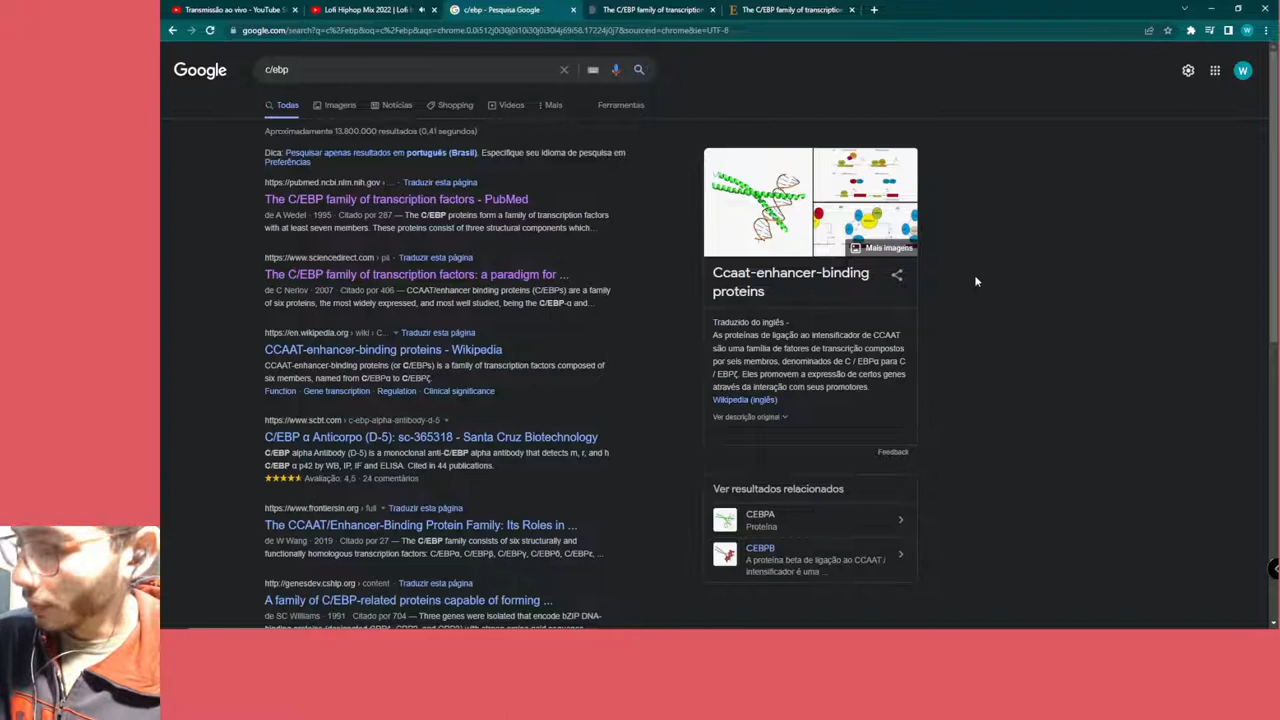 Transmissão ao vivo - YouTube S
Lofi Hiphop Mix 2022 | Lofi H
c/ebp - Pesquisa Google
The C/EBP family of transcription
The C/EBP family of transcription
google.com/search?q=c%2Febp&oq=c%2Febp&aqs=chrome.0.0i512j0i30j0i10i30j0i30l4j69i58.17224j0j7&sourceid=chrome&ie=UTF-8
W
Google
c/ebp
W
Todas
Imagens
Notícias
Shopping
Vídeos
Mais
Ferramentas
Aproximadamente 13.800.000 resultados (0,41 segundos)
Dica: Pesquisar apenas resultados em português (Brasil). Especifique seu idioma de pesquisa em
Preferências
https://pubmed.ncbi.nlm.nih.gov › ... Traduzir esta página
The C/EBP family of transcription factors - PubMed
de A Wedel · 1995 · Citado por 287 — The C/EBP proteins form a family of transcription factors
with at least seven members. These proteins consist of three structural components which...
https://www.sciencedirect.com › pii Traduzir esta página
The C/EBP family of transcription factors: a paradigm for ...
de C Nerlov · 2007 · Citado por 406 — CCAAT/enhancer binding proteins (C/EBPs) are a family
of six proteins, the most widely expressed, and most well studied, being the C/EBP-α and...
https://en.wikipedia.org › wiki › C... Traduzir esta página
CCAAT-enhancer-binding proteins - Wikipedia
CCAAT-enhancer-binding proteins (or C/EBPs) is a family of transcription factors composed of
six members, named from C/EBPα to C/EBPζ.
Function · Gene transcription · Regulation · Clinical significance
https://www.scbt.com › c-ebp-alpha-antibody-d-5
C/EBP α Anticorpo (D-5): sc-365318 - Santa Cruz Biotechnology
C/EBP alpha Antibody (D-5) is a monoclonal anti-C/EBP alpha antibody that detects m, r, and h
C/EBP α p42 by WB, IP, IF and ELISA. Cited in 44 publications.
Avaliação: 4,5 · 24 comentários
https://www.frontiersin.org › full Traduzir esta página
The CCAAT/Enhancer-Binding Protein Family: Its Roles in ...
de W Wang · 2019 · Citado por 27 — The C/EBP family consists of six structurally and
functionally homologous transcription factors: C/EBPα, C/EBPβ, C/EBPγ, C/EBPδ, C/EBPε, ...
http://genesdev.cshlp.org › content Traduzir esta página
A family of C/EBP-related proteins capable of forming ...
de SC Williams · 1991 · Citado por 704 — Three genes were isolated that encode bZIP DNA-
Mais imagens
Ccaat-enhancer-binding
proteins
Traduzido do inglês -
As proteínas de ligação ao intensificador de CCAAT
são uma família de fatores de transcrição compostos
por seis membros, denominados de C / EBPα para C
/ EBPζ. Eles promovem a expressão de certos genes
através da interação com seus promotores.
Wikipedia (inglês)
Ver descrição original
Feedback
Ver resultados relacionados
CEBPA
Proteína
CEBPB
A proteína beta de ligação ao CCAAT /
intensificador é uma ...